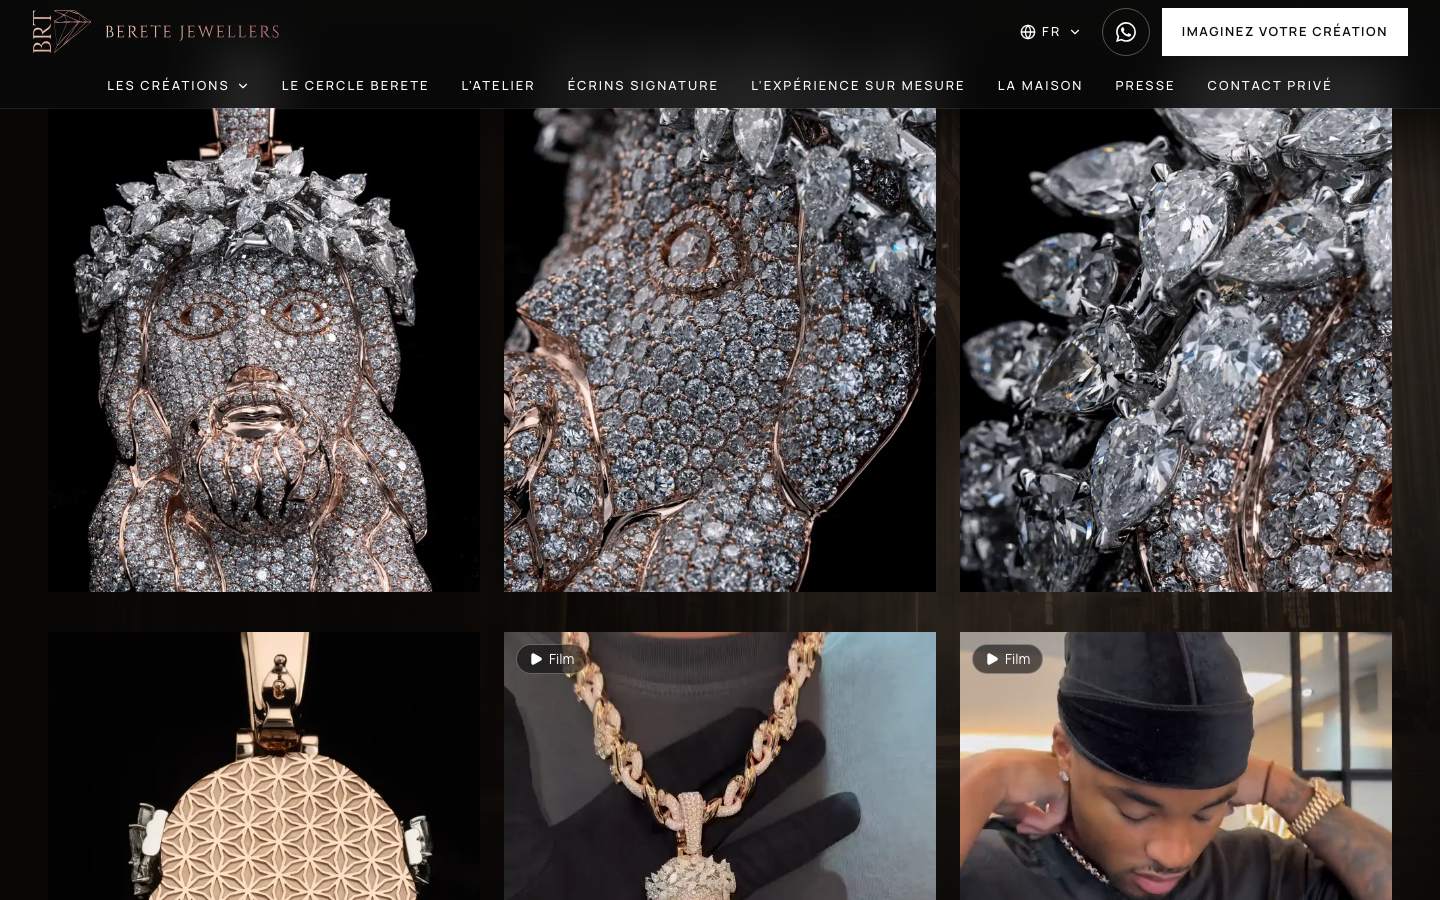 BRT
BERETE JEWELLERS
FR
IMAGINEZ VOTRE CRÉATION
LES CRÉATIONS
LE CERCLE BERETE
L'ATELIER
ÉCRINS SIGNATURE
L'EXPÉRIENCE SUR MESURE
LA MAISON
PRESSE
CONTACT PRIVÉ
Film
Film